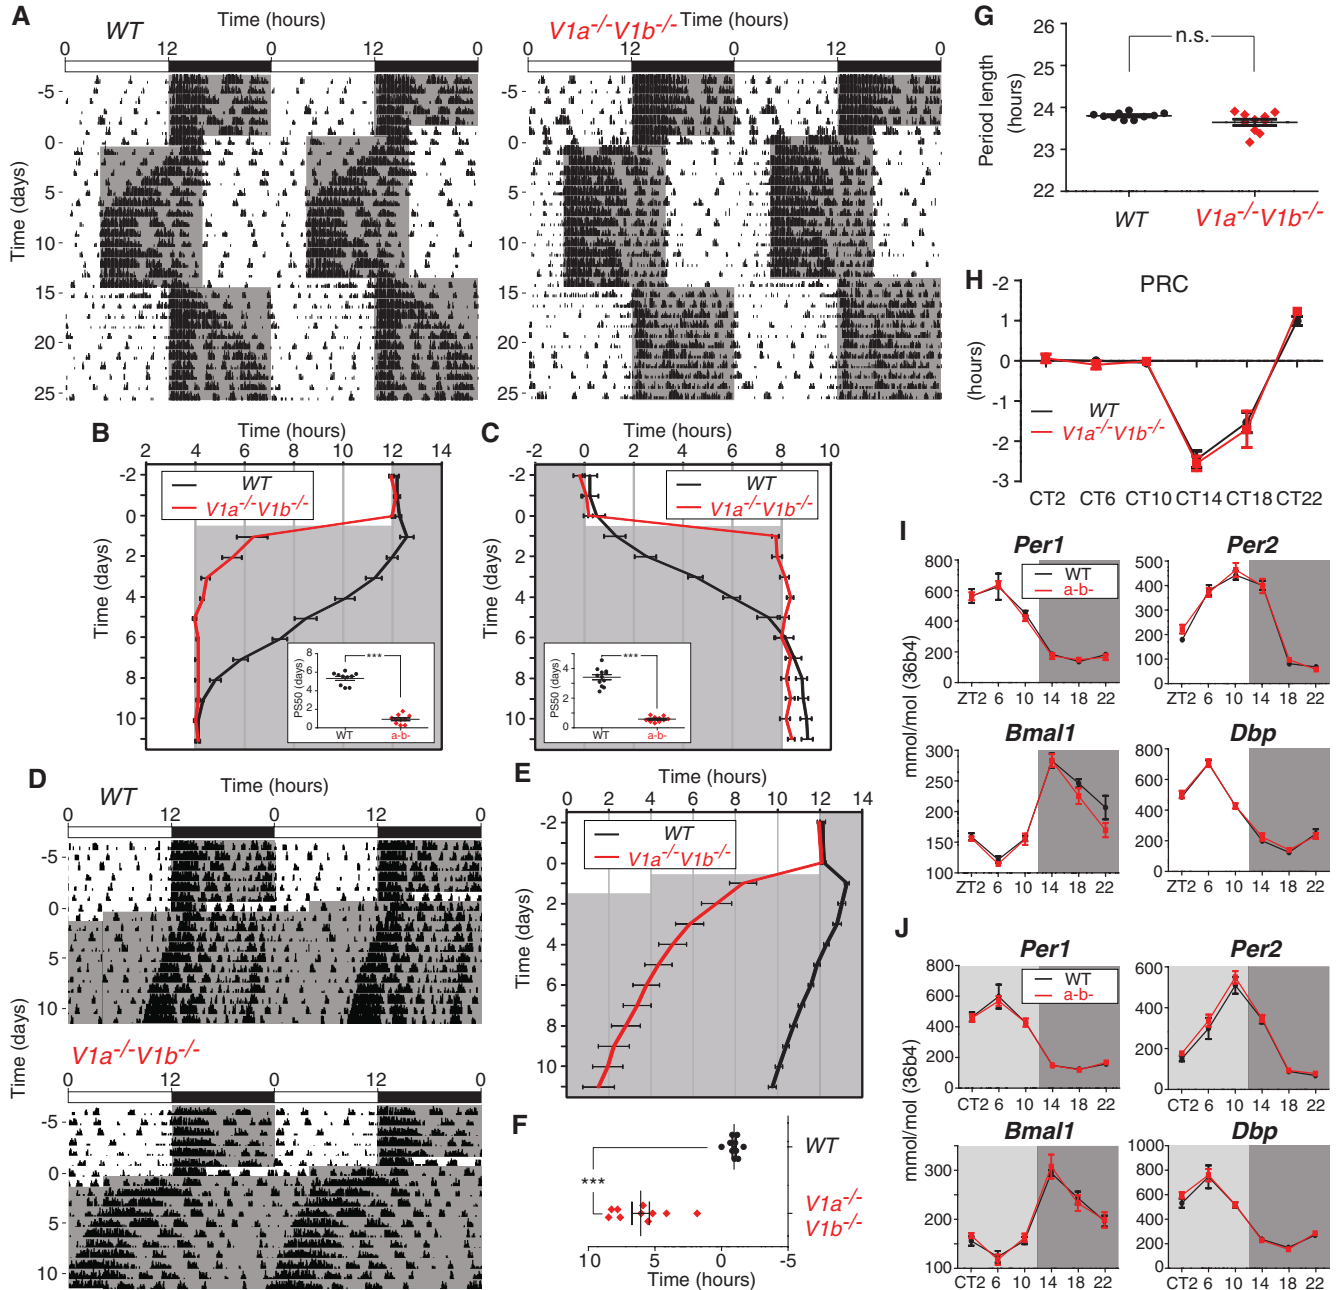 A
WT
Time (hours)
V1a-/-V1b-/-
Time (hours)
0 12 0 12 0
0 12 0 12 0
Time (days)
-5
0
5
10
15
20
25
B
Time (hours)
2 4 6 8 10 12 14
WT
V1a-/-V1b-/-
Time (days)
-2
0
2
4
6
8
10
PS50 (days)
8
6
4
2
0
***
WT a-b-
C
Time (hours)
-2 0 2 4 6 8 10
WT
V1a-/-V1b-/-
Time (days)
-2
0
2
4
6
8
10
PS50 (days)
4
2
0
***
WT a-b-
D
WT
Time (hours)
0 12 0 12 0
-5
0
5
10
Time (days)
V1a-/-V1b-/-
0 12 0 12 0
-5
0
5
10
E
Time (hours)
0 2 4 6 8 10 12 14
WT
V1a-/-V1b-/-
Time (days)
-2
0
2
4
6
8
10
F
WT
***
V1a-/-
V1b-/-
10 5 0 -5
Time (hours)
G
Period length
(hours)
26
25
24
23
22
n.s.
WT V1a-/-V1b-/-
H
PRC
(hours)
-2
1
0
-1
-2
-3
WT
V1a-/-V1b-/-
CT2 CT6 CT10 CT14 CT18 CT22
I
mmol/mol (36b4)
Per1
800
600
400
200
0
WT
a-b-
ZT2 6 10 14 18 22
Per2
500
400
300
200
100
0
ZT2 6 10 14 18 22
Bmal1
300
250
200
150
100
ZT2 6 10 14 18 22
Dbp
800
600
400
200
0
ZT2 6 10 14 18 22
J
mmol/mol (36b4)
Per1
800
600
400
200
0
WT
a-b-
CT2 6 10 14 18 22
Per2
600
400
200
0
CT2 6 10 14 18 22
Bmal1
300
200
100
CT2 6 10 14 18 22
Dbp
1000
800
600
400
200
0
CT2 6 10 14 18 22